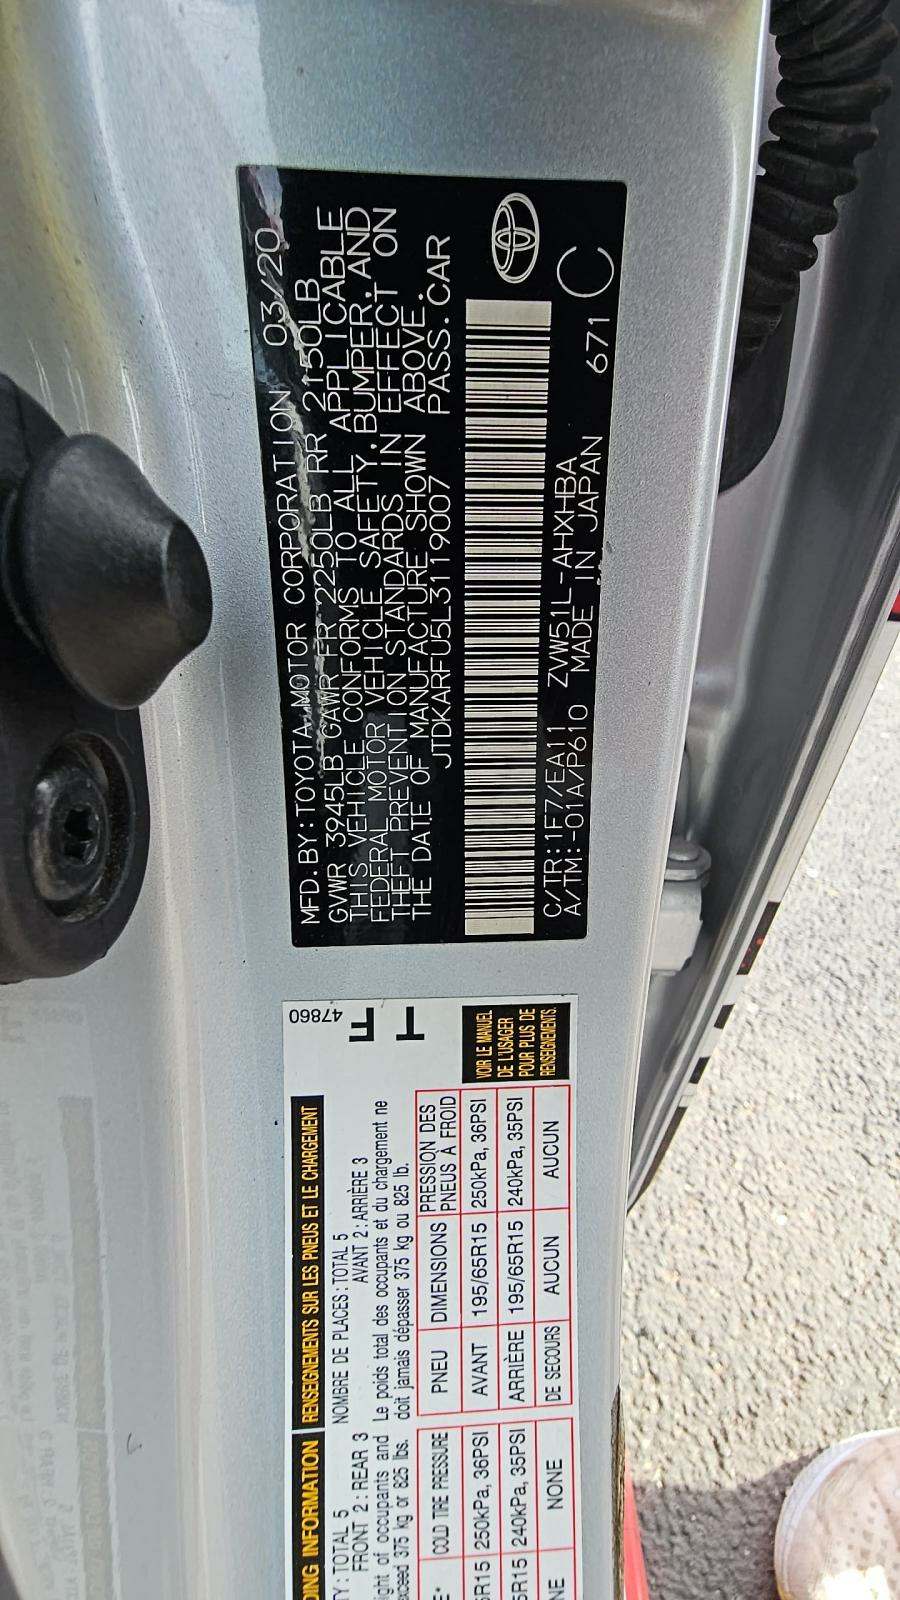 MFD.BY:TOYOTA MOTOR CORPORATION 03/20
GVWR 3945LB GAWR FR 2250LB RR 2150LB
THIS VEHICLE CONFORMS TO ALL APPLICABLE
FEDERAL MOTOR VEHICLE SAFETY,BUMPER,AND
THEFT PREVENTION STANDARDS IN EFFECT ON
THE DATE OF MANUFACTURE SHOWN ABOVE.
JTDKARFU5L3119007 PASS.CAR
C/TR:1F7/EA11 ZVW51L-AHXHBA
A/TM:-01A/P610 MADE IN JAPAN 671 C
47860
T
F
RENSEIGNEMENTS SUR LES PNEUS ET LE CHARGEMENT
NOMBRE DE PLACES: TOTAL 5
AVANT 2: ARRIÈRE 3
Le poids total des occupants et du chargement ne
doit jamais dépasser 375 kg ou 825 lb.
PNEU DIMENSIONS PRESSION DES PNEUS À FROID
AVANT 195/65R15 250kPa, 36PSI
ARRIÈRE 195/65R15 240kPa, 35PSI
DE SECOURS AUCUN AUCUN
VOIR LE MANUEL
DE L'USAGER
POUR PLUS DE
RENSEIGNEMENTS.
DING INFORMATION
TY: TOTAL 5
FRONT 2: REAR 3
ight of occupants and
exceed 375 kg or 825 lbs.
E* COLD TIRE PRESSURE
5R15 250kPa, 36PSI
5R15 240kPa, 35PSI
NE NONE